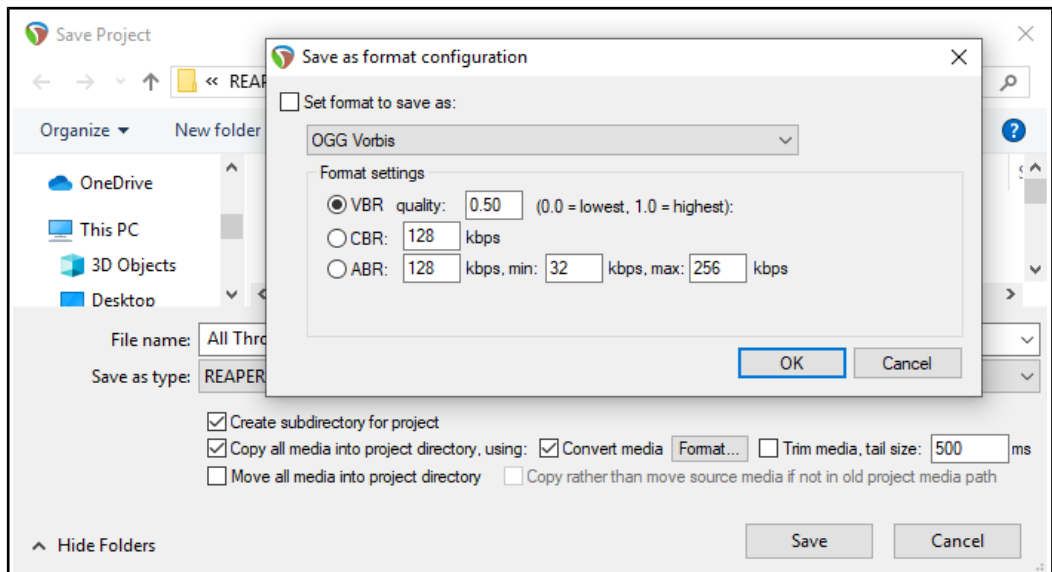 Save Project
Save as format configuration
« REAP
Set format to save as:
OGG Vorbis
Organize
New folder
Format settings
VBR quality: 0.50 (0.0 = lowest, 1.0 = highest):
CBR: 128 kbps
ABR: 128 kbps, min: 32 kbps, max: 256 kbps
OneDrive
This PC
3D Objects
Desktop
OK Cancel
File name: All Thro
Save as type: REAPER
Create subdirectory for project
Copy all media into project directory, using: Convert media Format... Trim media, tail size: 500 ms
Move all media into project directory Copy rather than move source media if not in old project media path
Hide Folders
Save Cancel